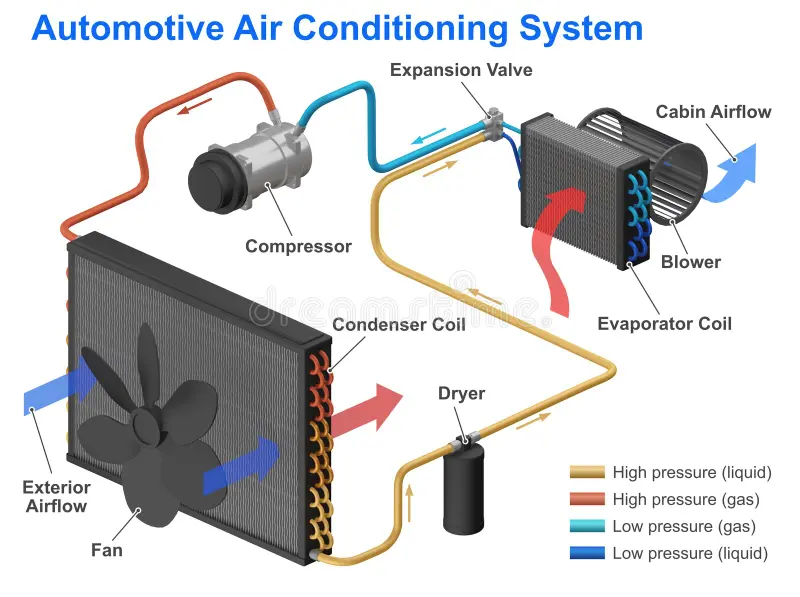 Automotive Air Conditioning System
Expansion Valve
Cabin Airflow
Compressor
Blower
Condenser Coil
Evaporator Coil
dreamstime
Dryer
Exterior
Airflow
Fan
High pressure (liquid)
High pressure (gas)
Low pressure (gas)
Low pressure (liquid)